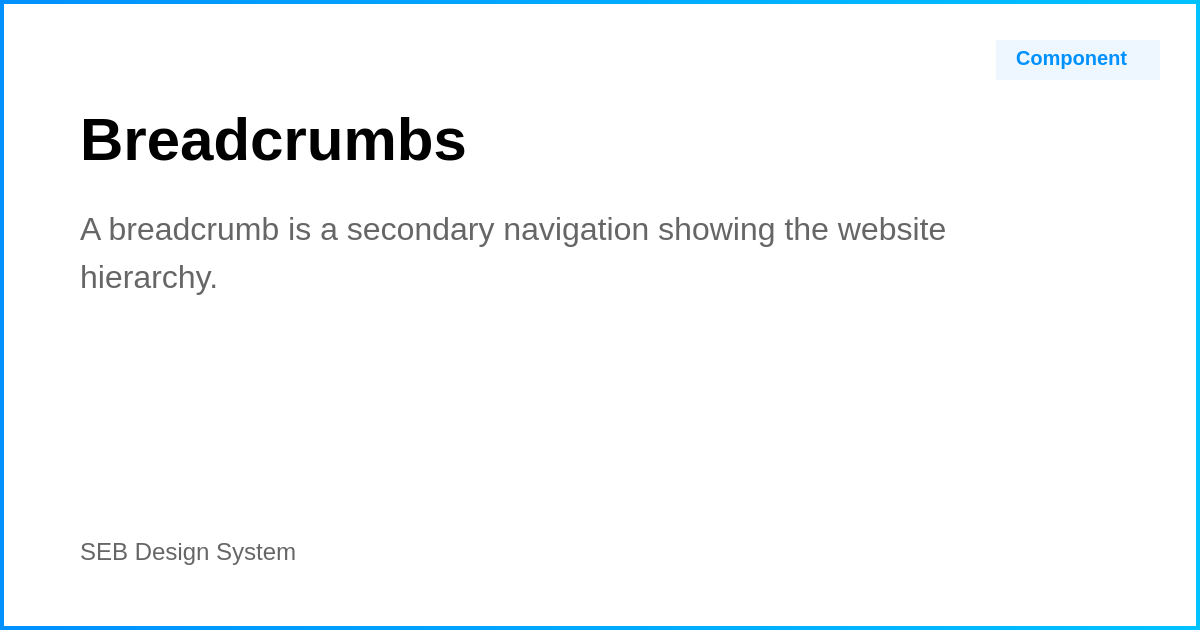 Component
Breadcrumbs
A breadcrumb is a secondary navigation showing the website
hierarchy.
SEB Design System